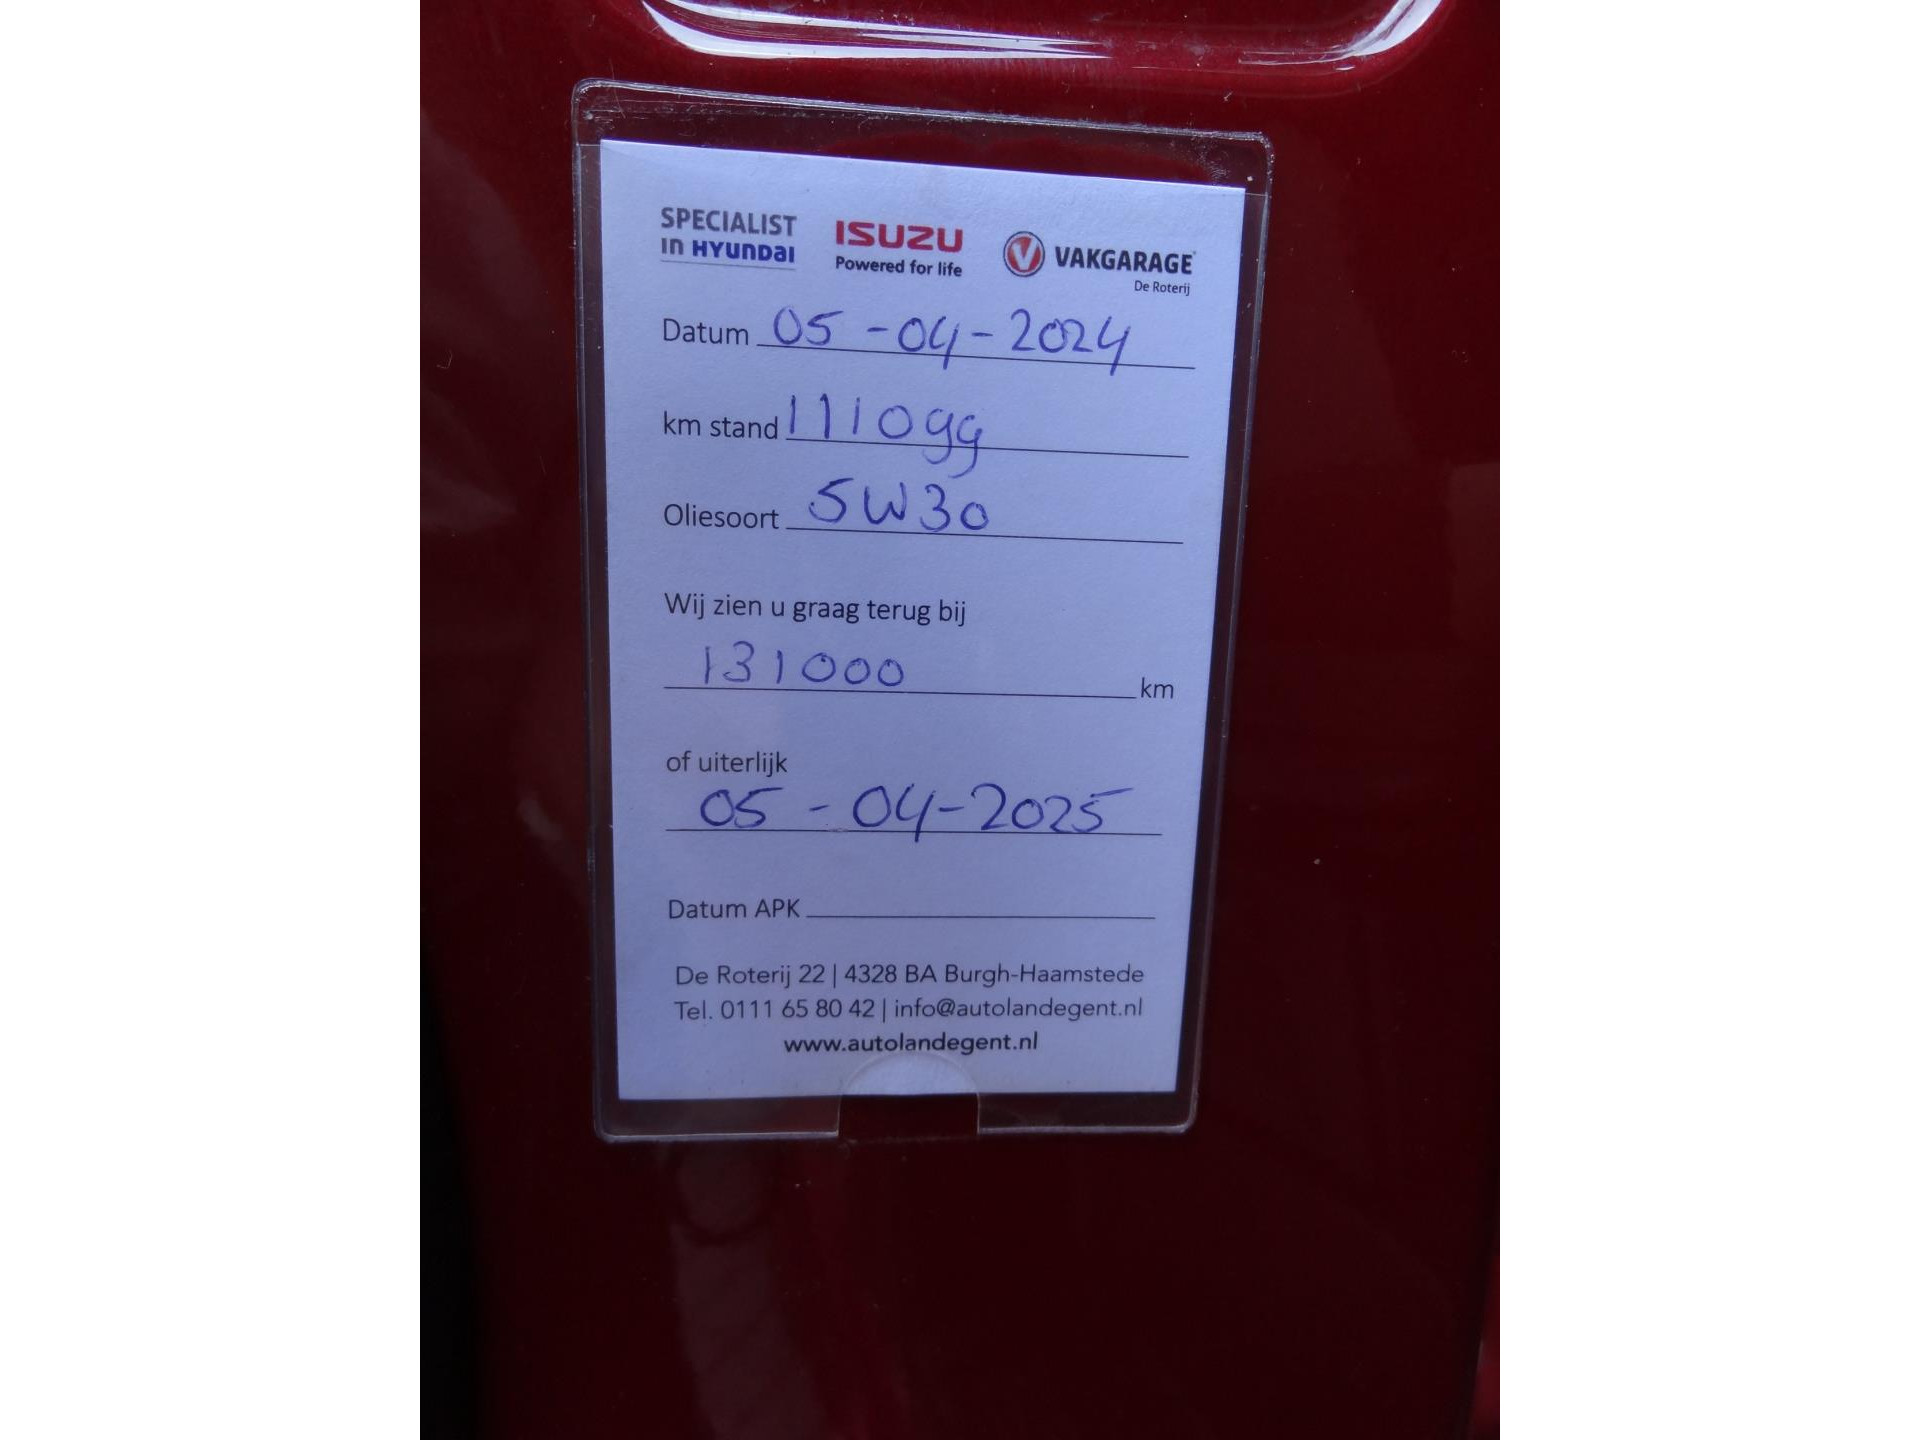 SPECIALIST
in HYUNDAI
ISUZU
Powered for life
VAKGARAGE
De Roterij
Datum 05-04-2024
km stand 111099
Oliesoort 5W30
Wij zien u graag terug bij
131000 km
of uiterlijk
05-04-2025
Datum APK
De Roterij 22 | 4328 BA Burgh-Haamstede
Tel. 0111 65 80 42 | info@autolandegent.nl
www.autolandegent.nl